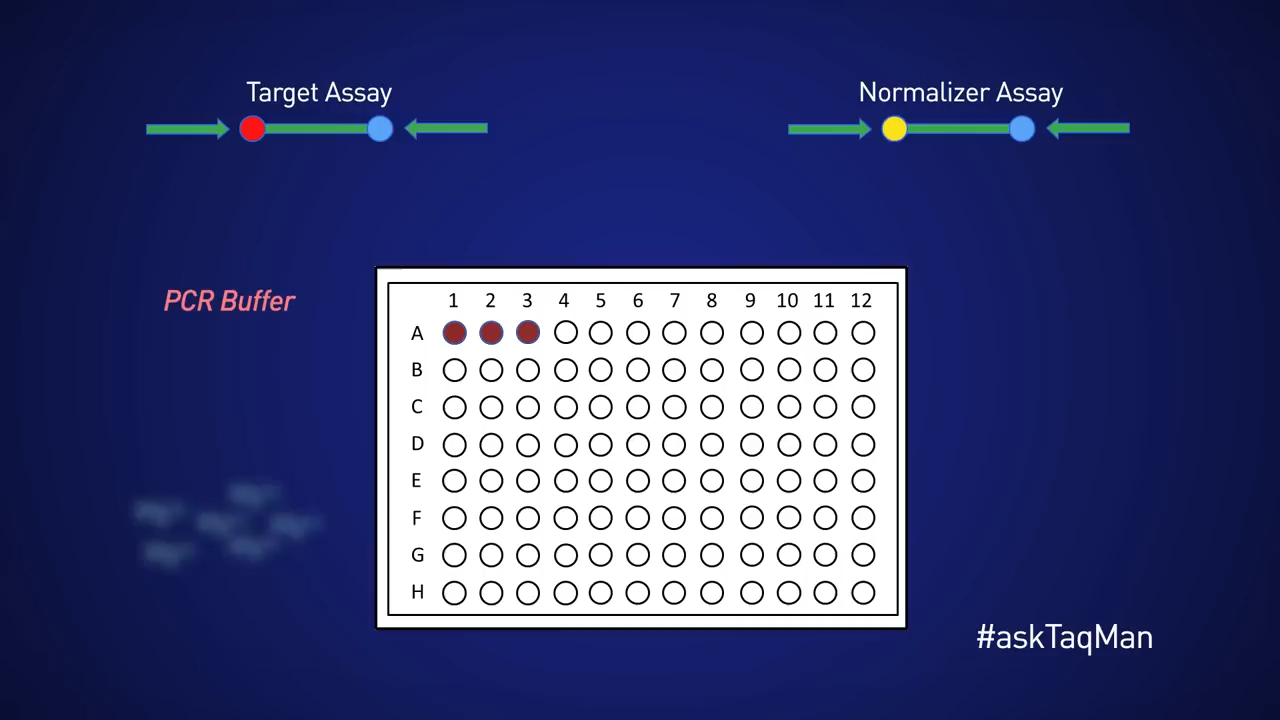 Target Assay
Normalizer Assay
PCR Buffer
1 2 3 4 5 6 7 8 9 10 11 12
A
B
C
D
E
F
G
H
#askTaqMan